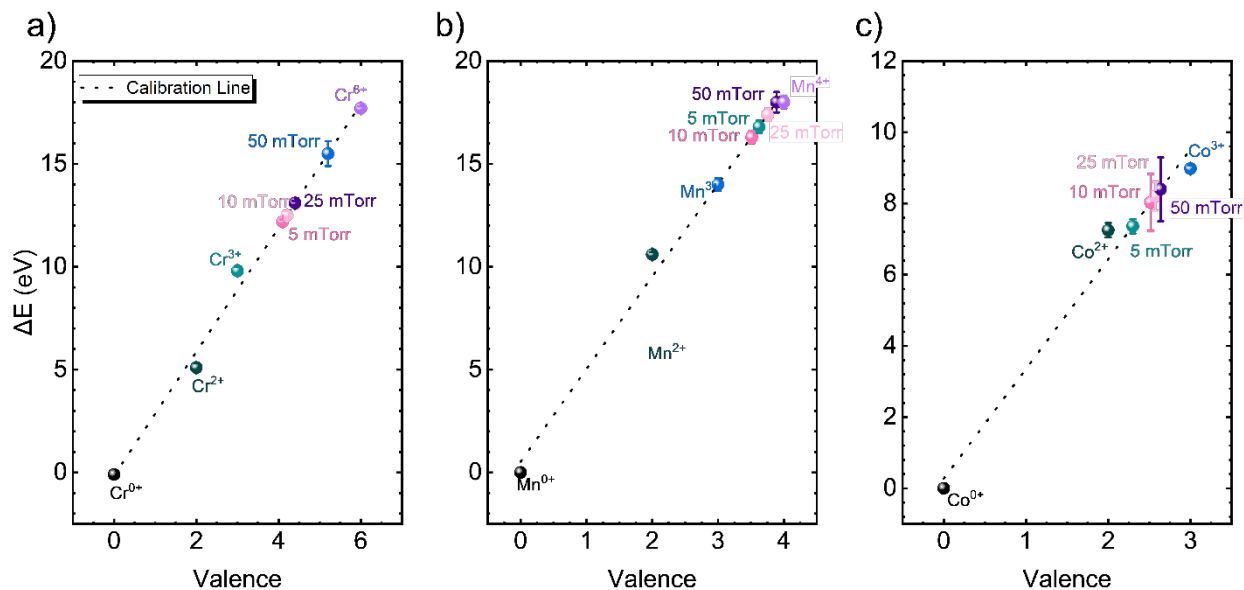 a)
b)
c)
ΔE (eV)
20
15
10
5
0
Calibration Line
Cr⁶⁺
50 mTorr
10 mTorr
25 mTorr
5 mTorr
Cr³⁺
Cr²⁺
Cr⁰⁺
0 2 4 6
Valence
20
15
10
5
0
Mn⁴⁺
50 mTorr
5 mTorr
25 mTorr
10 mTorr
Mn³
Mn²⁺
Mn⁰⁺
0 1 2 3 4
Valence
12
10
8
6
4
2
0
Co³⁺
25 mTorr
10 mTorr
50 mTorr
Co²⁺
5 mTorr
Co⁰⁺
0 1 2 3
Valence